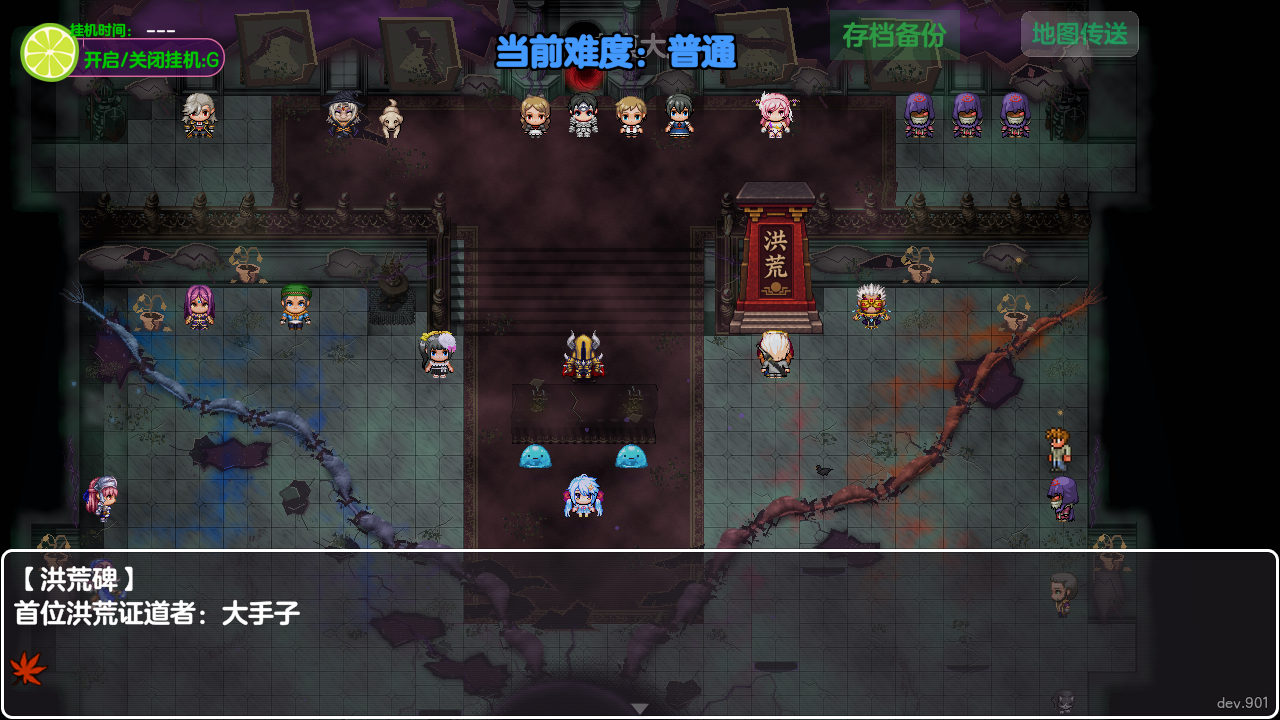 挂机时间： ---
开启/关闭挂机:G
当前难度：普通
大
存档备份
地图传送
洪荒
【洪荒碑】
首位洪荒证道者：大手子
dev.901